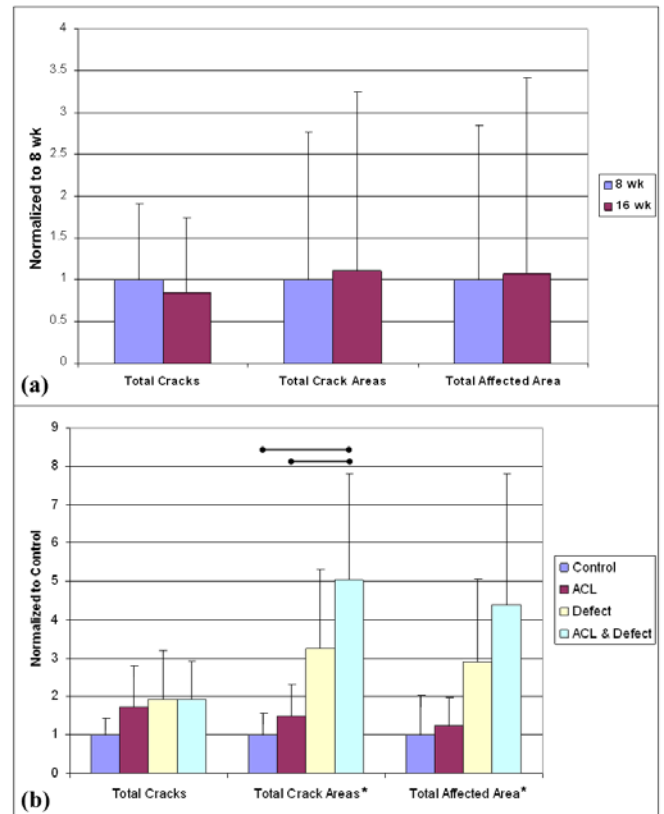 4
3.5
3
2.5
2
1.5
1
0.5
0
Normalized to 8 wk
8 wk
16 wk
Total Cracks Total Crack Areas Total Affected Area
(a)
9
8
7
6
5
4
3
2
1
0
Normalized to Control
Control
ACL
Defect
ACL & Defect
Total Cracks Total Crack Areas* Total Affected Area*
(b)